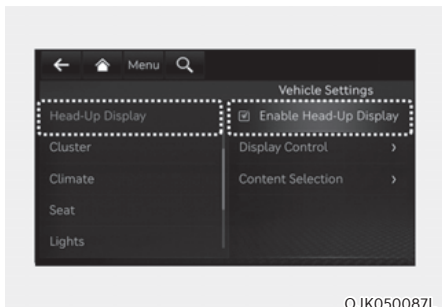 Menu
Vehicle Settings
Head-Up Display
Enable Head-Up Display
Cluster
Display Control
Climate
Content Selection
Seat
Lights
OJK050087L